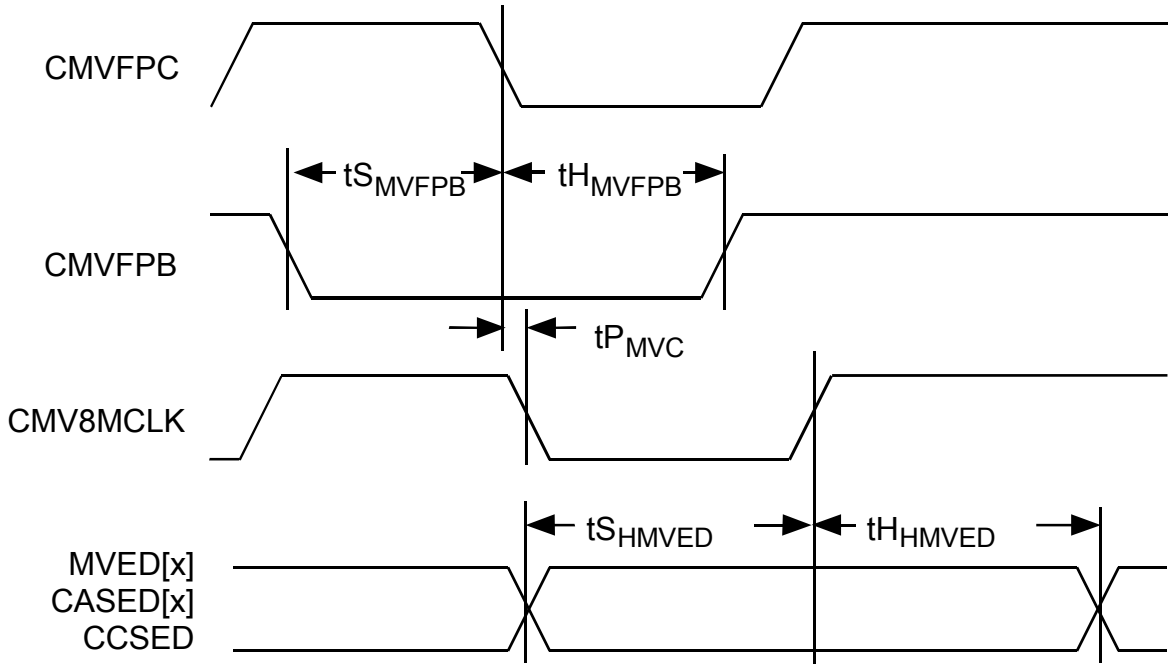 CMVFPC
tSMVFPB tHMVFPB
CMVFPB
tPMVC
CMV8MCLK
tSHMVED tHHMVED
MVED[x]
CASED[x]
CCSED